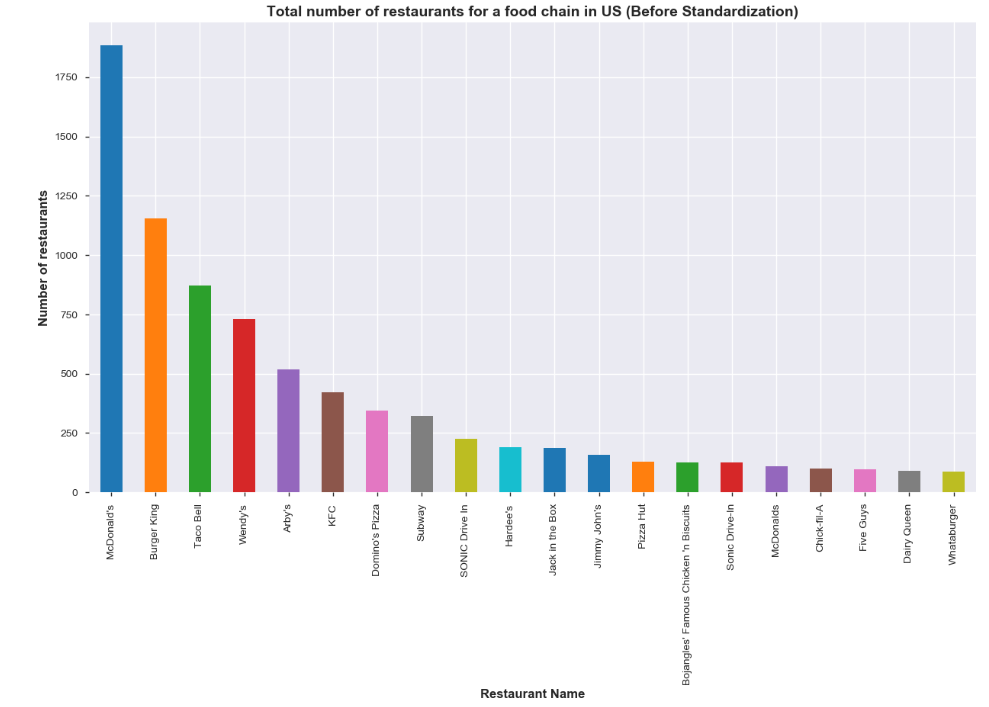 Total number of restaurants for a food chain in US (Before Standardization)
Number of restaurants
1750
1500
1250
1000
750
500
250
0
McDonald's
Burger King
Taco Bell
Wendy's
Arby's
KFC
Domino's Pizza
Subway
SONIC Drive In
Hardee's
Jack in the Box
Jimmy John's
Pizza Hut
Bojangles' Famous Chicken 'n Biscuits
Sonic Drive-In
McDonalds
Chick-fil-A
Five Guys
Dairy Queen
Whataburger
Restaurant Name